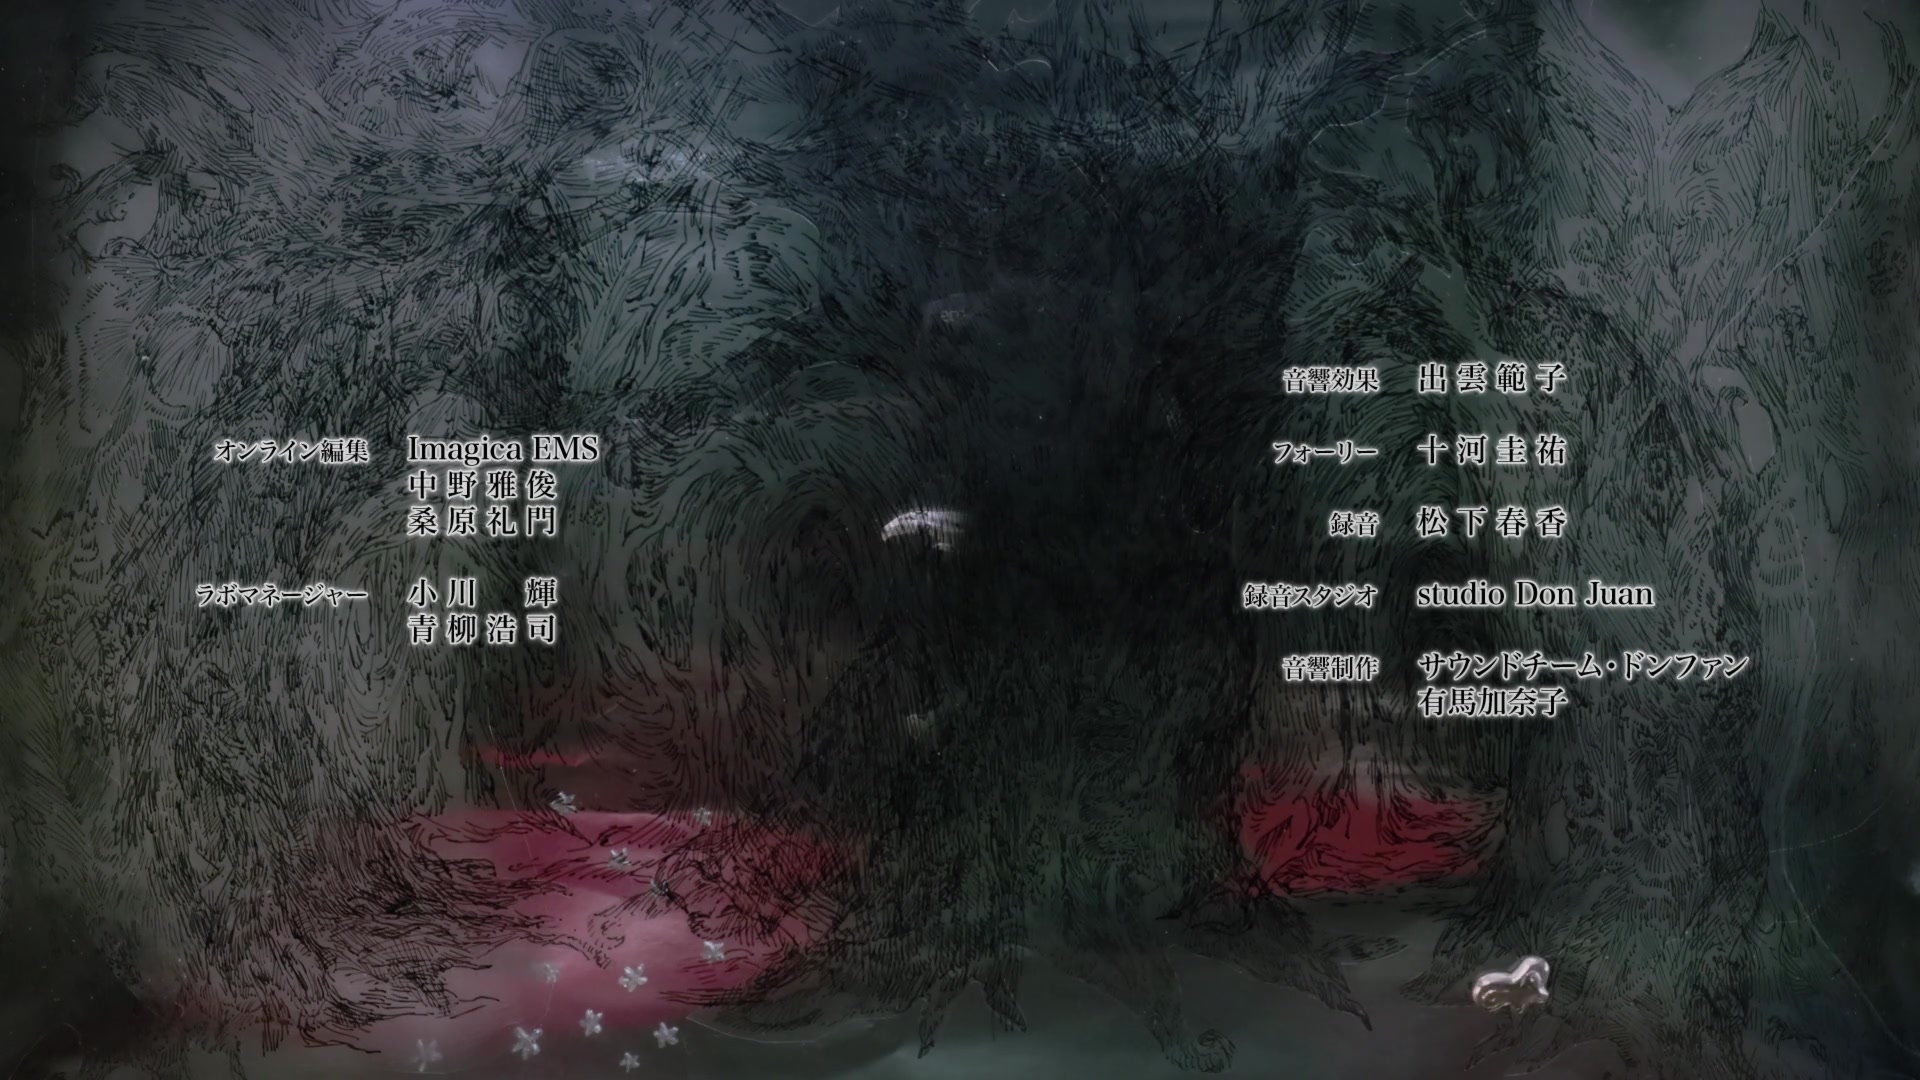 オンライン編集 Imagica EMS
中野雅俊
桑原礼門
ラボマネージャー 小川 輝
青柳浩司
音響効果 出雲範子
フォーリー 十河圭祐
録音 松下春香
録音スタジオ studio Don Juan
音響制作 サウンドチーム・ドンファン
有馬加奈子